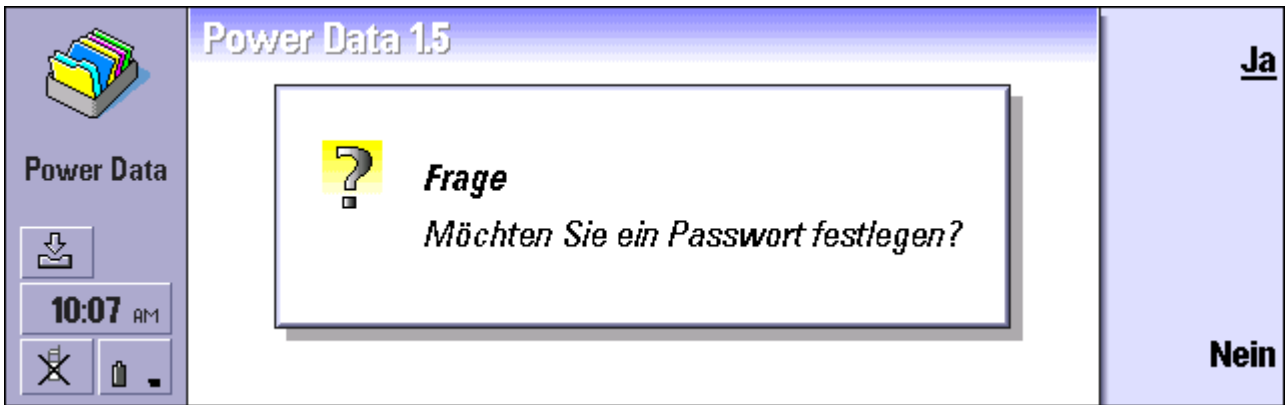 Power Data 1.5
Ja
Power Data
Frage
Möchten Sie ein Passwort festlegen?
10:07 AM
Nein